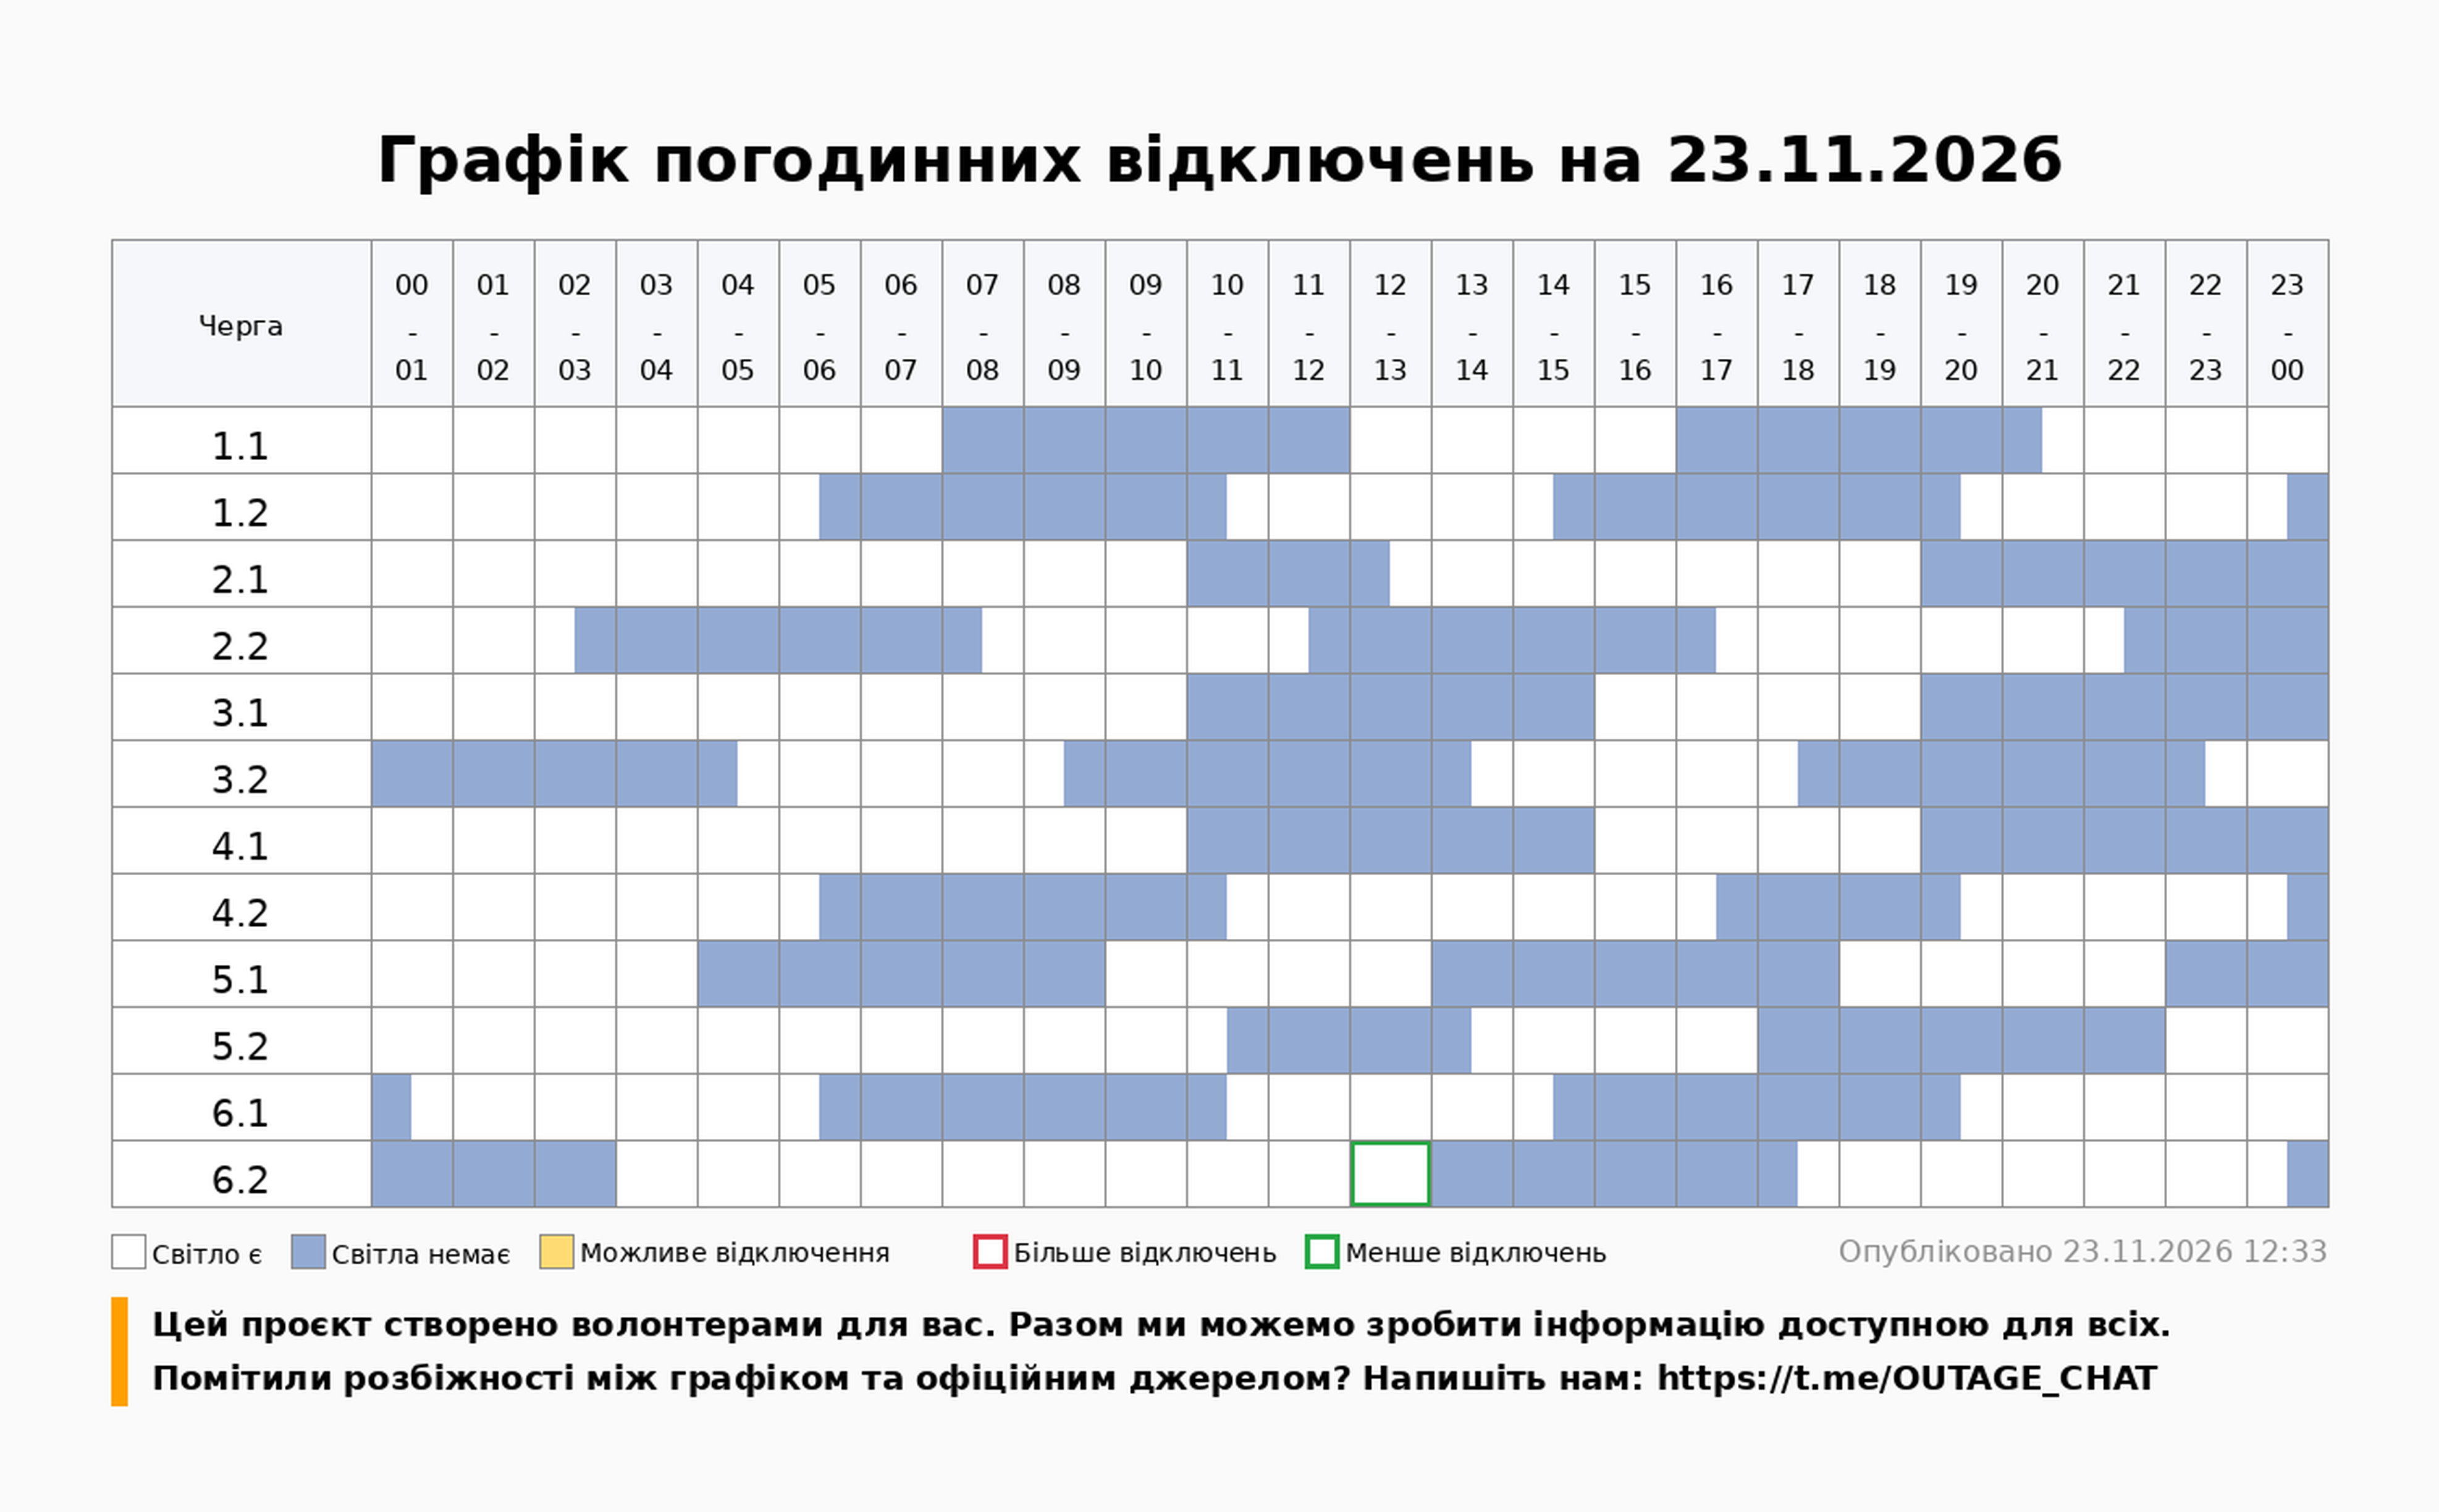 Графік погодинних відключень на 23.11.2026
Черга 00 - 01 01 - 02 02 - 03 03 - 04 04 - 05 05 - 06 06 - 07 07 - 08 08 - 09 09 - 10 10 - 11 11 - 12 12 - 13 13 - 14 14 - 15 15 - 16 16 - 17 17 - 18 18 - 19 19 - 20 20 - 21 21 - 22 22 - 23 23 - 00
1.1
1.2
2.1
2.2
3.1
3.2
4.1
4.2
5.1
5.2
6.1
6.2
Світло є Світла немає Можливе відключення Більше відключень Менше відключень Опубліковано 23.11.2026 12:33
Цей проєкт створено волонтерами для вас. Разом ми можемо зробити інформацію доступною для всіх.
Помітили розбіжності між графіком та офіційним джерелом? Напишіть нам: https://t.me/OUTAGE_CHAT